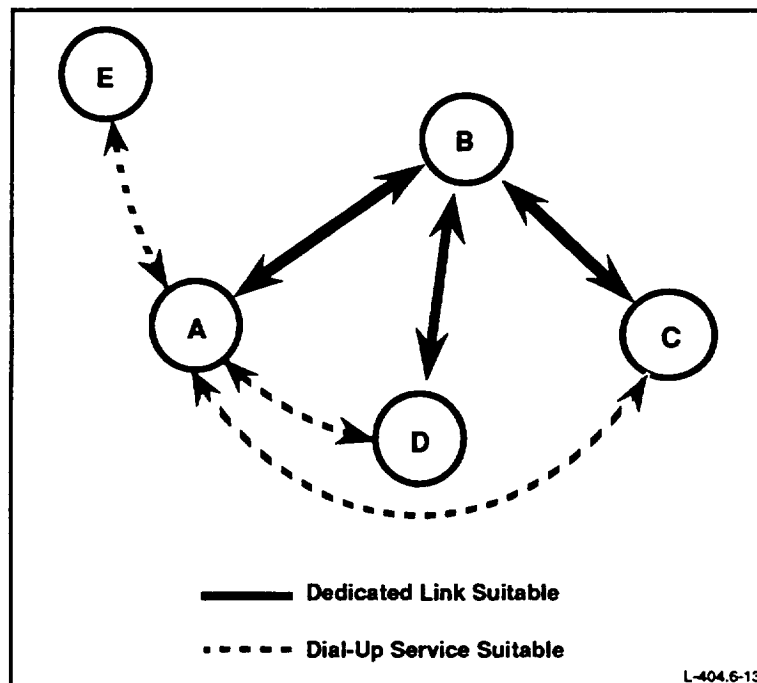 E
B
A
C
D
Dedicated Link Suitable
Dial-Up Service Suitable
L-404.6-13